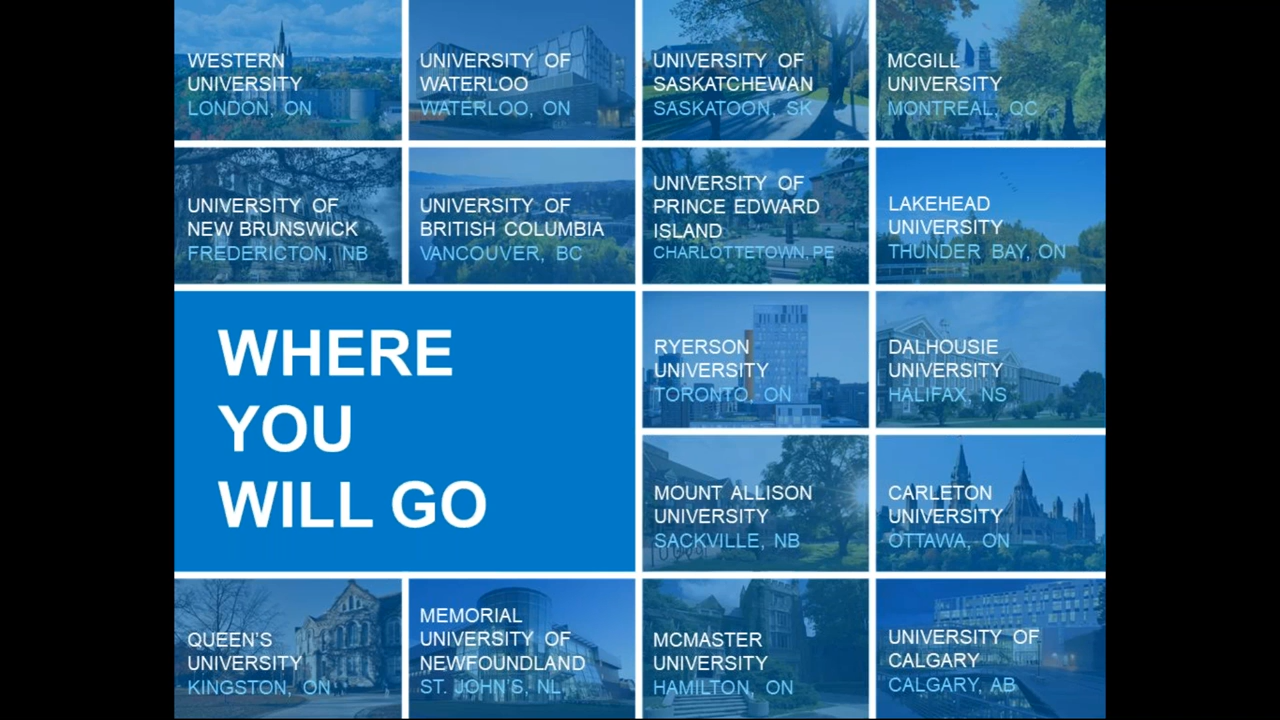 WESTERN
UNIVERSITY
LONDON, ON
UNIVERSITY OF
WATERLOO
WATERLOO, ON
UNIVERSITY OF
SASKATCHEWAN
SASKATOON, SK
MCGILL
UNIVERSITY
MONTREAL, QC
UNIVERSITY OF
NEW BRUNSWICK
FREDERICTON, NB
UNIVERSITY OF
BRITISH COLUMBIA
VANCOUVER, BC
UNIVERSITY OF
PRINCE EDWARD
ISLAND
CHARLOTTETOWN, PE
LAKEHEAD
UNIVERSITY
THUNDER BAY, ON
WHERE
YOU
WILL GO
RYERSON
UNIVERSITY
TORONTO, ON
DALHOUSIE
UNIVERSITY
HALIFAX, NS
MOUNT ALLISON
UNIVERSITY
SACKVILLE, NB
CARLETON
UNIVERSITY
OTTAWA, ON
QUEEN'S
UNIVERSITY
KINGSTON, ON
MEMORIAL
UNIVERSITY OF
NEWFOUNDLAND
ST. JOHN'S, NL
MCMASTER
UNIVERSITY
HAMILTON, ON
UNIVERSITY OF
CALGARY
CALGARY, AB